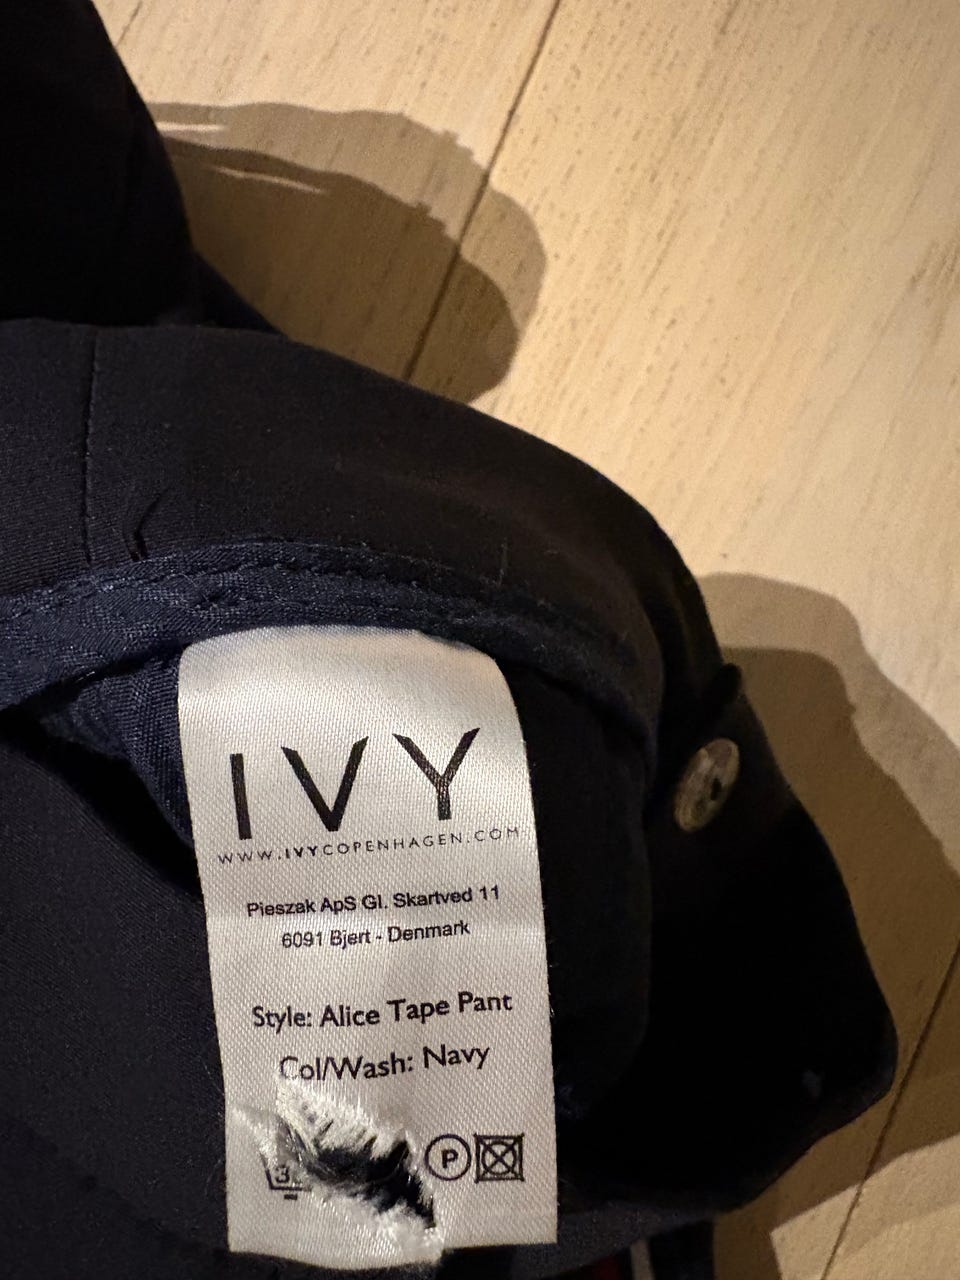 IVY
WWW.IVYCOPENHAGEN.COM
Pieszak ApS Gl. Skartved 11
6091 Bjert - Denmark
Style: Alice Tape Pant
Col/Wash: Navy
P